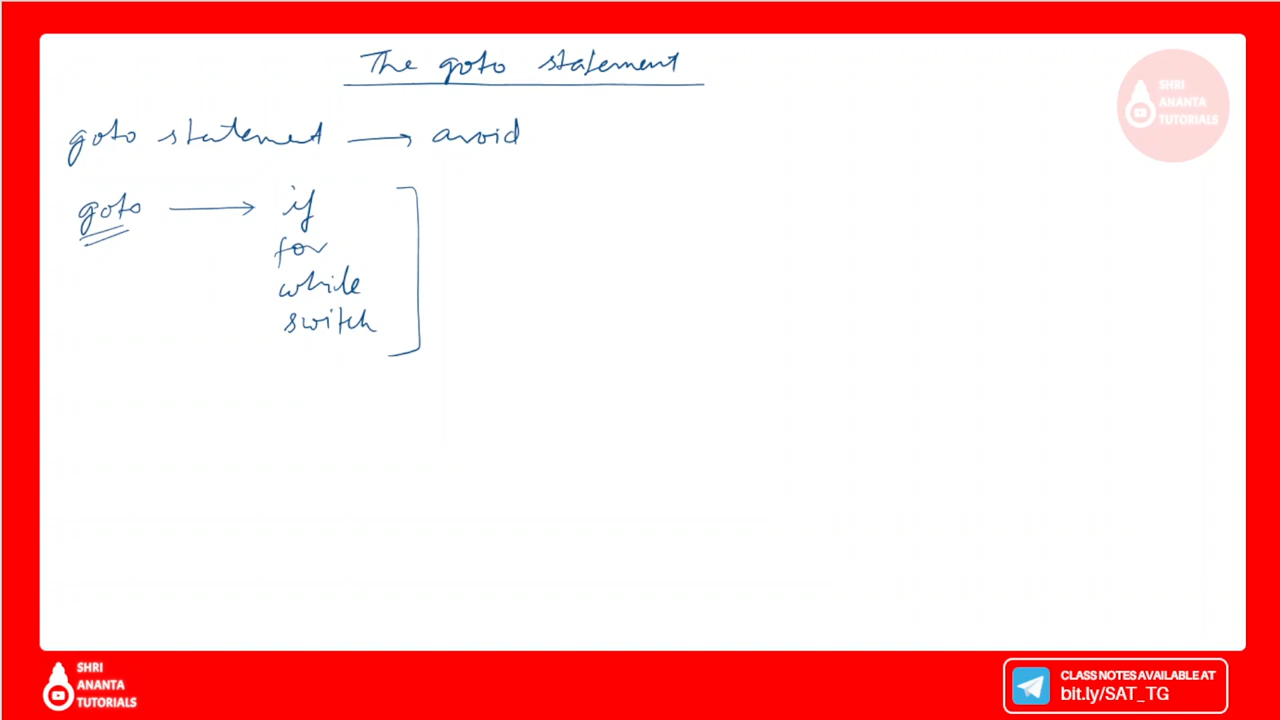 The goto statement
SHRI
ANANTA
TUTORIALS
goto statement → avoid
goto → if
for
while
switch
SHRI
ANANTA
TUTORIALS
CLASS NOTES AVAILABLE AT
bit.ly/SAT_TG